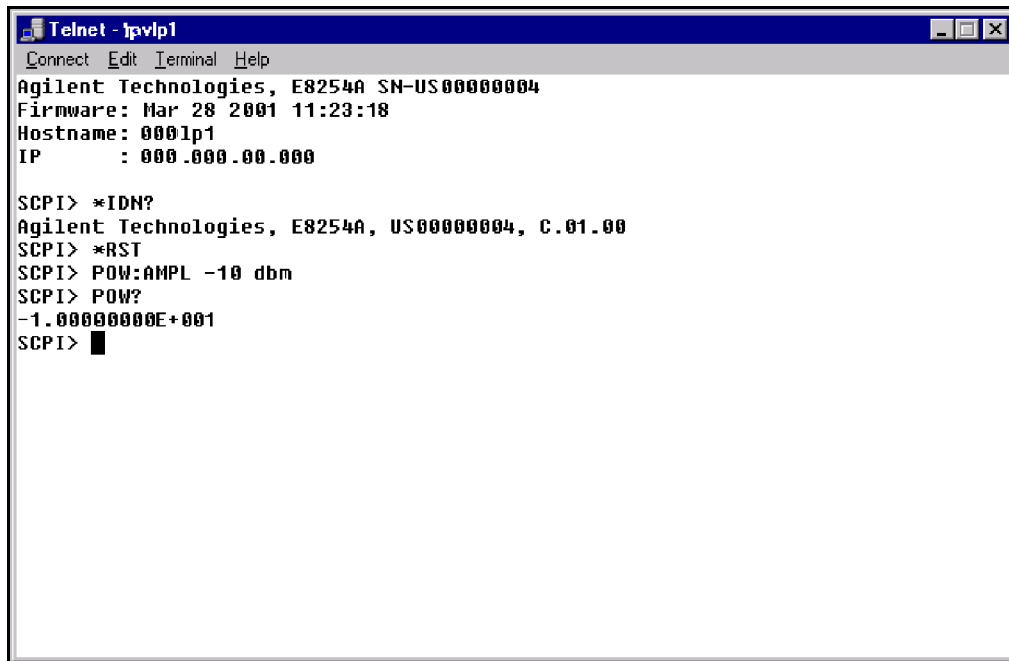 Telnet -
Connect Edit Terminal Help
Agilent Technologies, E8254A SN-US00000004
Firmware: Mar 28 2001 11:23:18
Hostname: 000lp1
IP : 000.000.00.000
SCPI> *IDN?
Agilent Technologies, E8254A, US00000004, C.01.00
SCPI> *RST
SCPI> POW:AMPL -10 dbm
SCPI> POW?
-1.00000000E+001
SCPI>